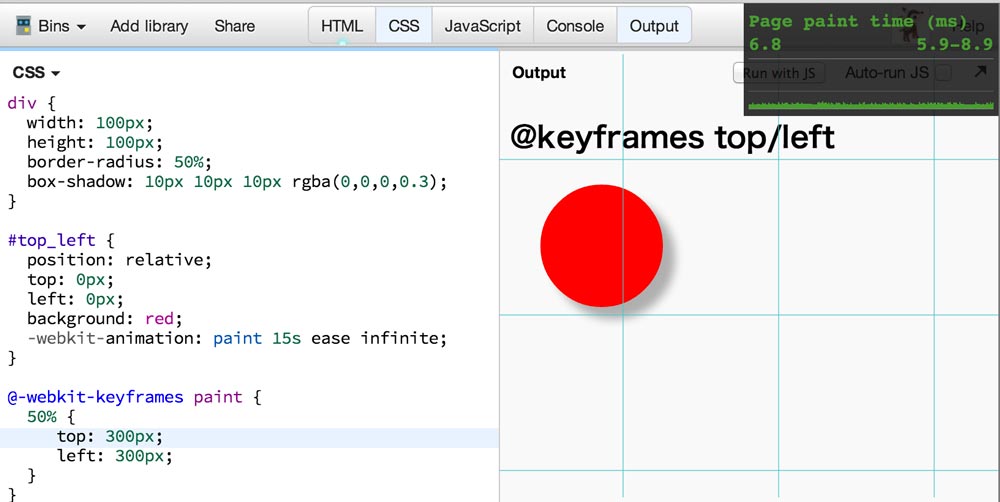 Bins Add library Share HTML CSS JavaScript Console Output Help
Page paint time (ms)
6.8 5.9-8.9
CSS
Output
Run with JS Auto-run JS
div {
width: 100px;
height: 100px;
border-radius: 50%;
box-shadow: 10px 10px 10px rgba(0,0,0,0.3);
}
#top_left {
position: relative;
top: 0px;
left: 0px;
background: red;
-webkit-animation: paint 15s ease infinite;
}
@-webkit-keyframes paint {
50% {
top: 300px;
left: 300px;
}
}
@keyframes top/left